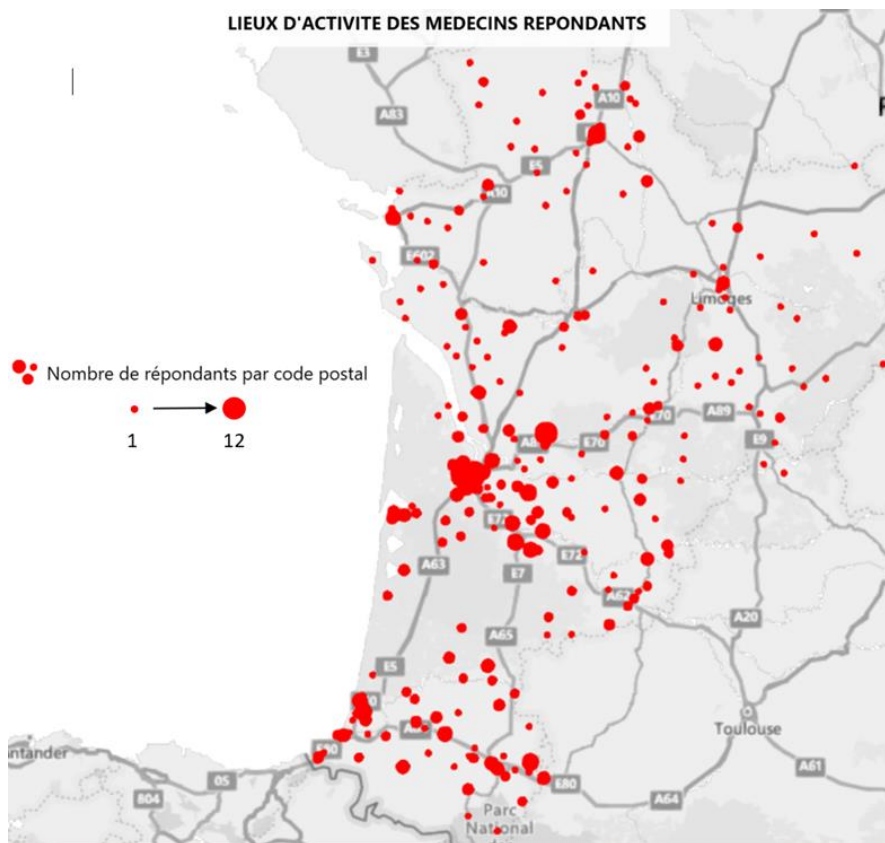 LIEUX D'ACTIVITE DES MEDECINS REPONDANTS
E3
A10
A83
E5
A10
E602
Limoges
Nombre de répondants par code postal
1
12
E70
A89
E70
E9
E72
A63
E7
A62
A65
A20
E5
Toulouse
E80
A61
05
E80
A64
804
Parc
National